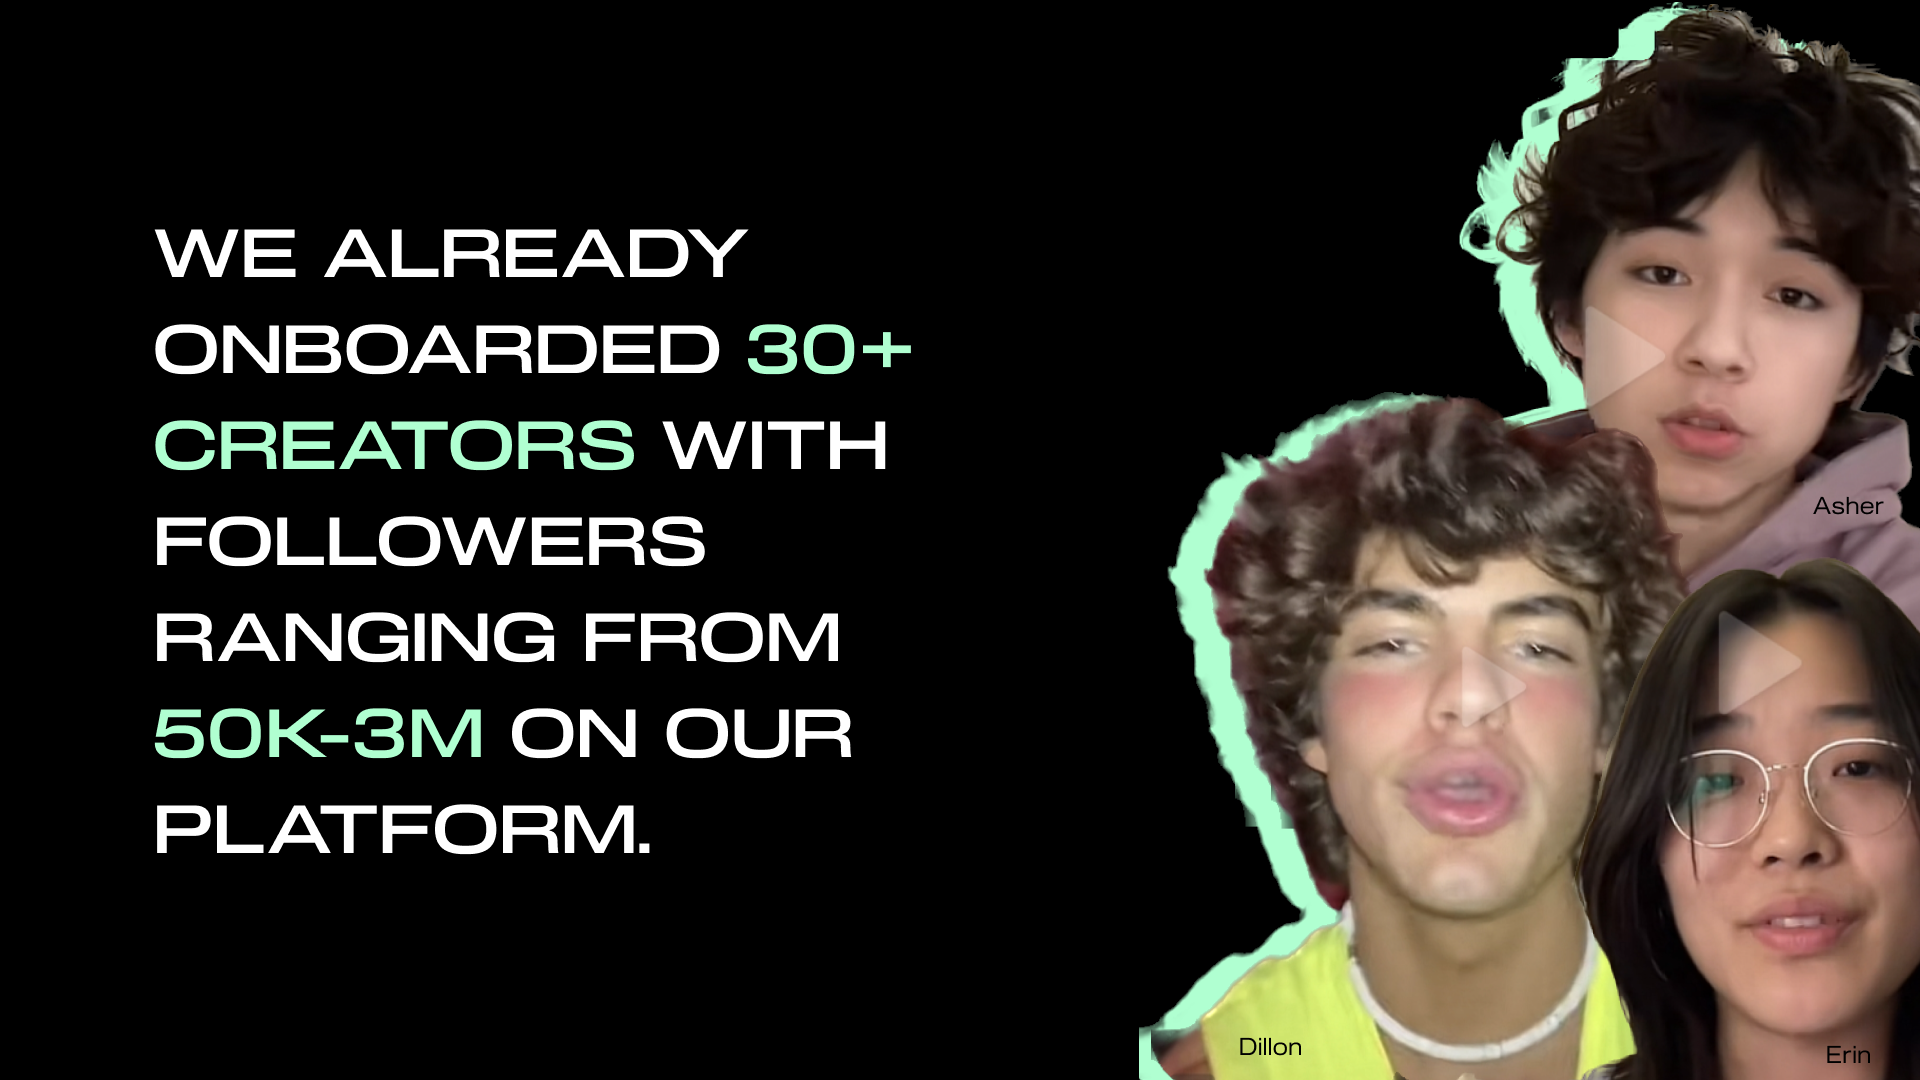 WE ALREADY
ONBOARDED 30+
CREATORS WITH
FOLLOWERS
RANGING FROM
50K-3M ON OUR
PLATFORM.
Asher
Dillon
Erin